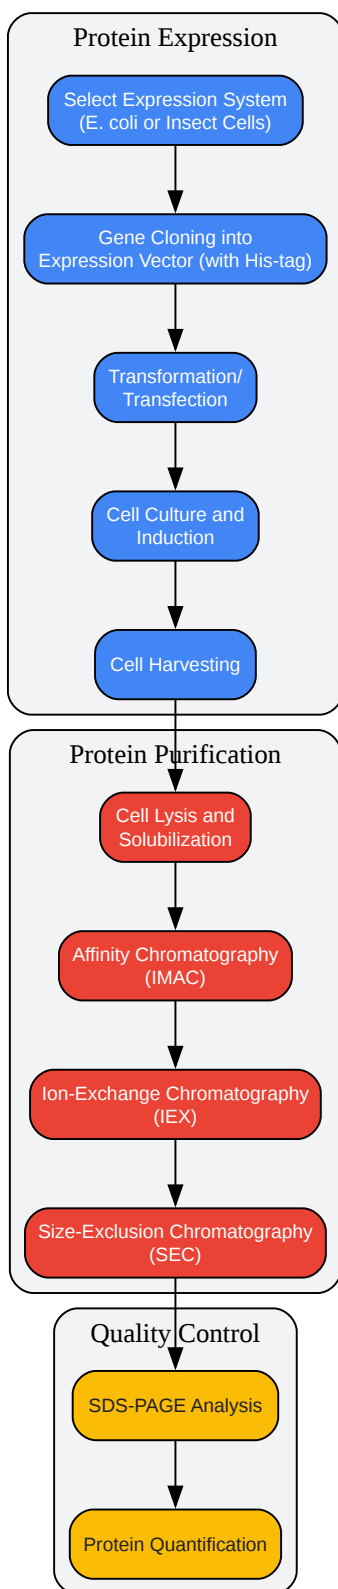 Protein Expression
Select Expression System
(E. coli or Insect Cells)
Gene Cloning into
Expression Vector (with His-tag)
Transformation/
Transfection
Cell Culture and
Induction
Cell Harvesting
Protein Purification
Cell Lysis and
Solubilization
Affinity Chromatography
(IMAC)
Ion-Exchange Chromatography
(IEX)
Size-Exclusion Chromatography
(SEC)
Quality Control
SDS-PAGE Analysis
Protein Quantification